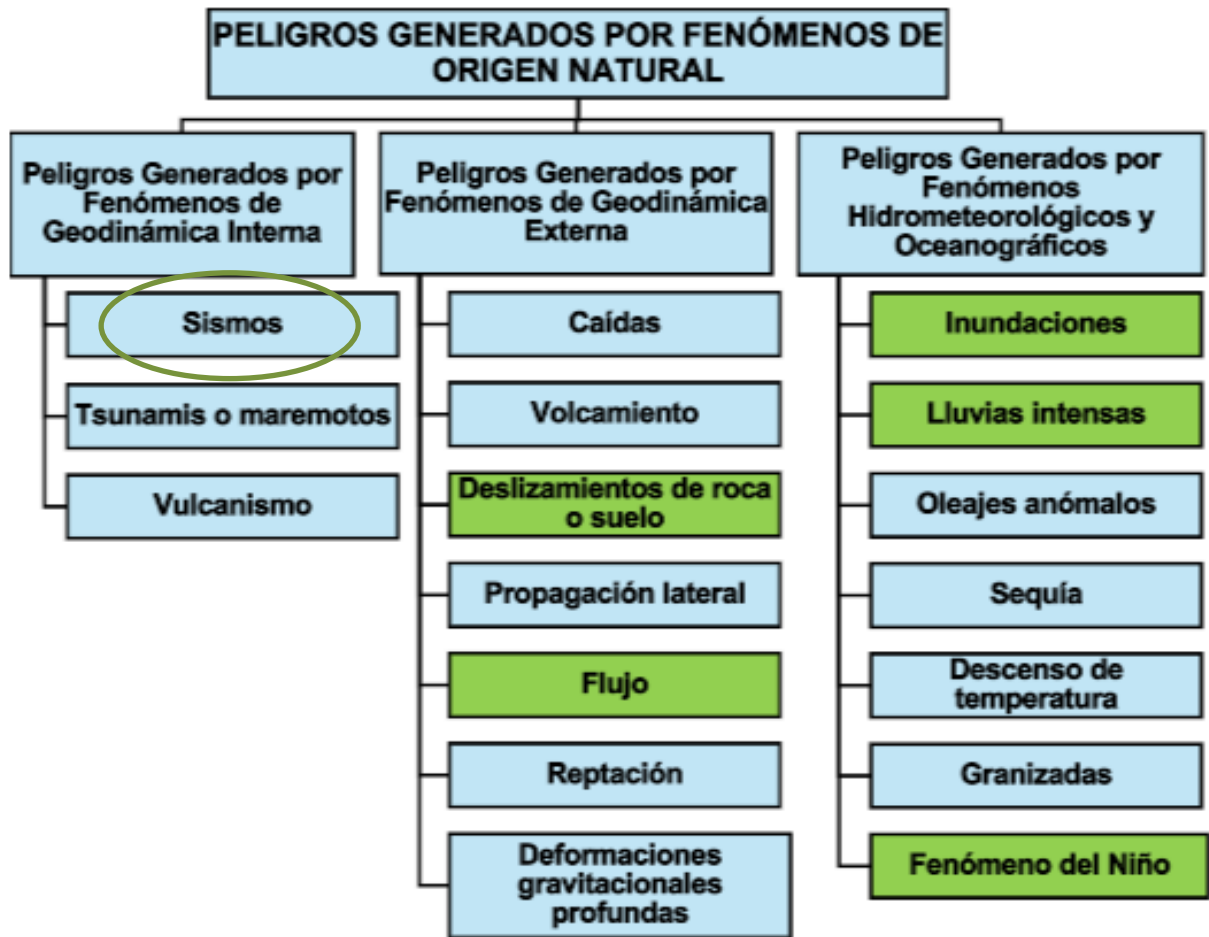 PELIGROS GENERADOS POR FENÓMENOS DE
ORIGEN NATURAL
Peligros Generados por
Fenómenos de
Geodinámica Interna
Sismos
Tsunamis o maremotos
Vulcanismo
Peligros Generados por
Fenómenos de Geodinámica
Externa
Caídas
Volcamiento
Deslizamientos de roca
o suelo
Propagación lateral
Flujo
Reptación
Deformaciones
gravitacionales
profundas
Peligros Generados por
Fenómenos
Hidrometeorológicos y
Oceanográficos
Inundaciones
Lluvias intensas
Oleajes anómalos
Sequía
Descenso de
temperatura
Granizadas
Fenómeno del Niño